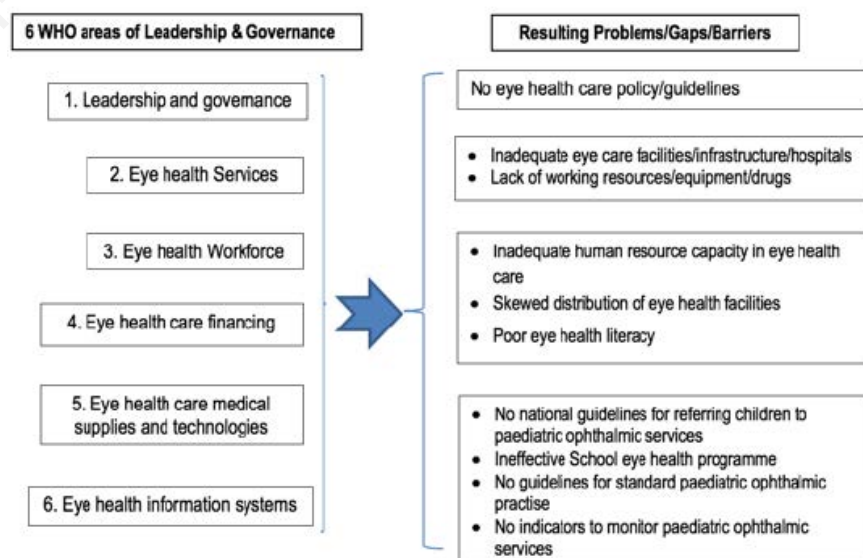 6 WHO areas of Leadership & Governance
1. Leadership and governance
2. Eye health Services
3. Eye health Workforce
4. Eye health care financing
5. Eye health care medical
supplies and technologies
6. Eye health information systems
Resulting Problems/Gaps/Barriers
No eye health care policy/guidelines
• Inadequate eye care facilities/infrastructure/hospitals
• Lack of working resources/equipment/drugs
• Inadequate human resource capacity in eye health
care
• Skewed distribution of eye health facilities
• Poor eye health literacy
• No national guidelines for referring children to
paediatric ophthalmic services
• Ineffective School eye health programme
• No guidelines for standard paediatric ophthalmic
practise
• No indicators to monitor paediatric ophthalmic
services